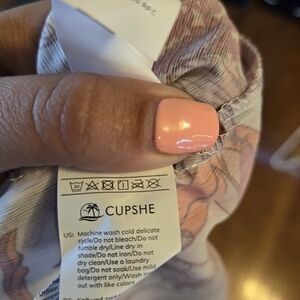 30
CUPSHE
US: Machine wash cold delicate
cycle/Do not bleach/Do not
tumble dry/Line dry in
shade/Do not iron/Do not
dry clean/Use a laundry
bag/Do not soak/Use mild
detergent only/Wash
out with like colors